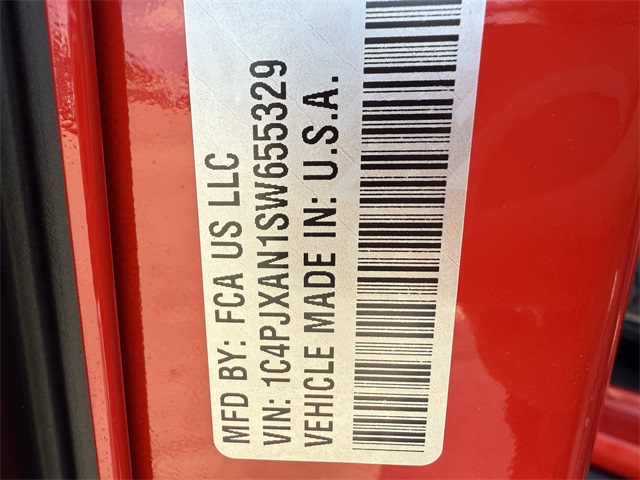 MFD BY: FCA US LLC
VIN: 1C4PJXAN1SW655329
VEHICLE MADE IN: U.S.A.